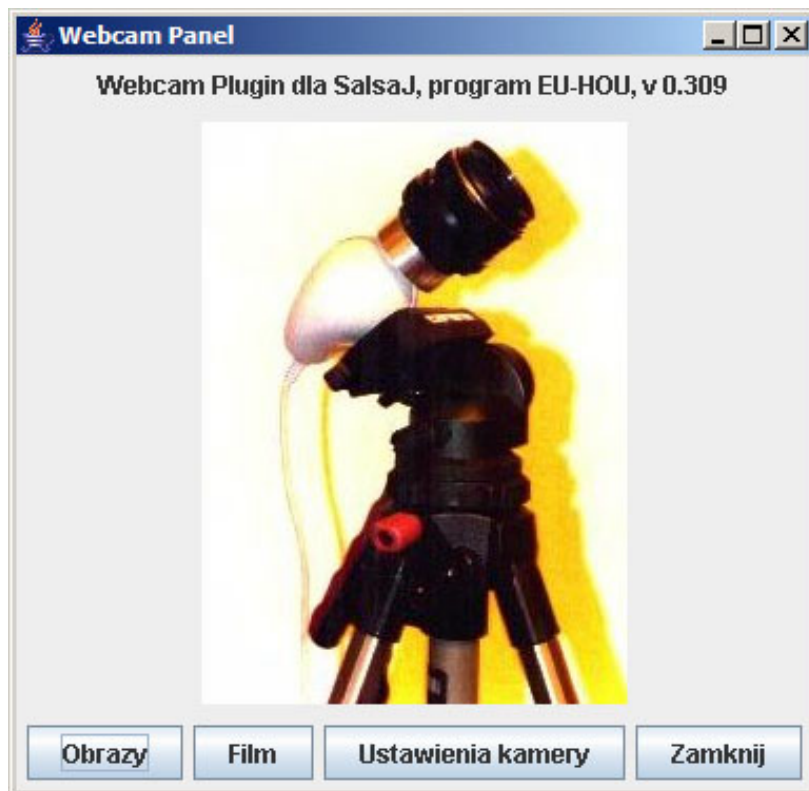 Webcam Panel
Webcam Plugin dla SalsaJ, program EU-HOU, v 0.309
Obrazy Film Ustawienia kamery Zamknij